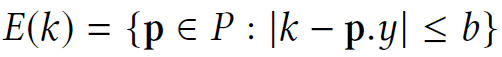 E(k) = {p ∈ P : |k − p.y| ≤ b}